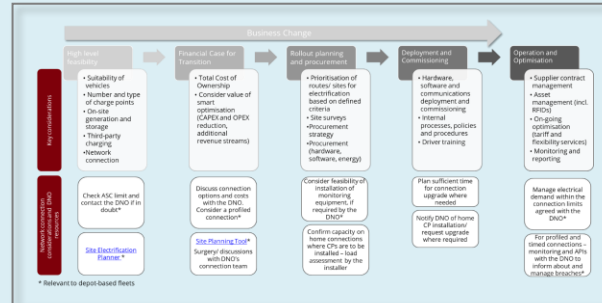 Business Change
High level
feasibility
Financial Case for
Transition
Rollout planning
and procurement
Deployment and
Commissioning
Operation and
Optimisation
Key considerations
• Suitability of
vehicles
• Number and type
of charge points
• On-site
generation and
storage
• Third-party
charging
• Network
connection
• Total Cost of
Ownership
• Consider value of
smart
optimisation
(CAPEX and OPEX
reduction,
additional
revenue streams)
• Prioritisation of
routes/ sites for
electrification
based on defined
criteria
• Site surveys
• Procurement
strategy
• Procurement
(hardware,
software, energy)
• Hardware,
software and
communications
deployment and
commissioning
• Internal
processes, policies
and procedures
• Driver training
• Supplier contract
management
• Asset
management (incl.
RFIDs)
• On-going
optimisation
(tariff and
flexibility services)
• Monitoring and
reporting
Network connection
considerations and DNO
resources
Check ASC limit and
contact the DNO if in
doubt*
Site Electrification
Planner *
Discuss connection
options and costs
with the DNO.
Consider a profiled
connection*
Site Planning Tool*
Surgery/ discussions
with DNO's
connection team
Consider feasibility of
installation of
monitoring
equipment, if
required by the DNO*
Confirm capacity on
home connections
where CPs are to be
installed – load
assessment by the
installer
Plan sufficient time
for connection
upgrade where
needed
Notify DNO of home
CP installation/
request upgrade
where required
Manage electrical
demand within the
connection limits
agreed with the
DNO*
For profiled and
timed connections –
monitoring and APIs
with the DNO to
inform about and
manage breaches*
* Relevant to depot-based fleets